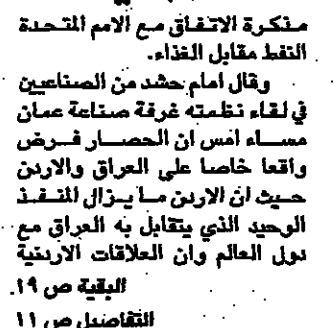 مذكرة الاتفاق مع الامم المتحدة
النفط مقابل الغذاء.
وقال امام حشد من الصناعيين
في لقاء نظمته غرفة صناعة عمان
مساء امس ان الحصار فرض
واقعا خاصا على العراق والاردن
حيث ان الاردن ما يزال المنفذ
الوحيد الذي يتقابل به العراق مع
دول العالم وان العلاقات الاردنية
البقية ص ١٩.
التفاصيل ص ١١